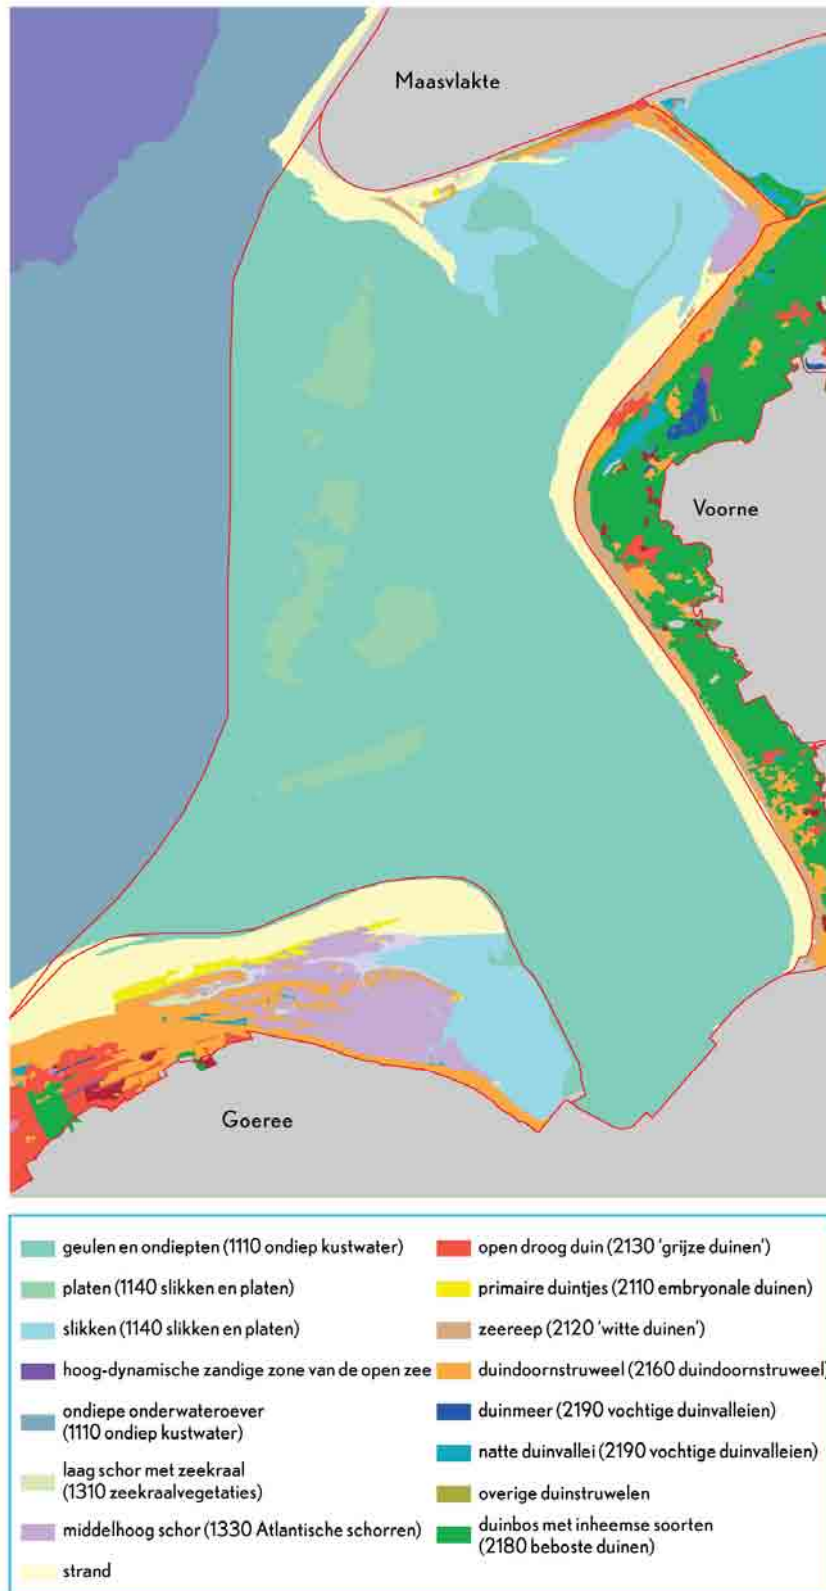 Maasvlakte
Voorne
Goeree
geulen en ondiepten (1110 ondiep kustwater)
platen (1140 slikken en platen)
slikken (1140 slikken en platen)
hoog-dynamische zandige zone van de open zee
ondiepe onderwateroever
(1110 ondiep kustwater)
laag schor met zeekraal
(1310 zeekraalvegetaties)
middelhoog schor (1330 Atlantische schorren)
strand
open droog duin (2130 'grijze duinen')
primaire duintjes (2110 embryonale duinen)
zeereep (2120 'witte duinen')
duindoornstruweel (2160 duindoornstruweel)
duinmeer (2190 vochtige duinvalleien)
natte duinvallei (2190 vochtige duinvalleien)
overige duinstruwelen
duinbos met inheemse soorten
(2180 beboste duinen)